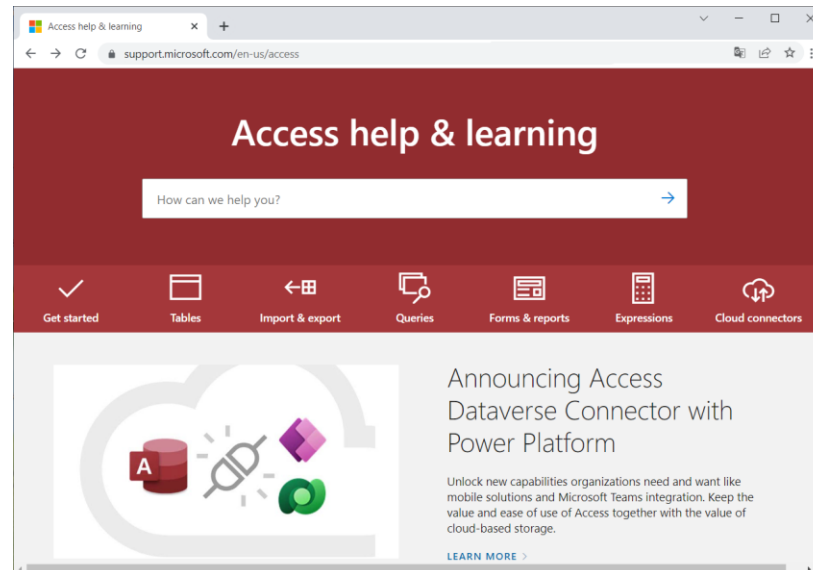 Access help & learning
support.microsoft.com/en-us/access
Access help & learning
How can we help you?
Get started
Tables
Import & export
Queries
Forms & reports
Expressions
Cloud connectors
A
Announcing Access
Dataverse Connector with
Power Platform
Unlock new capabilities organizations need and want like
mobile solutions and Microsoft Teams integration. Keep the
value and ease of use of Access together with the value of
cloud-based storage.
LEARN MORE >